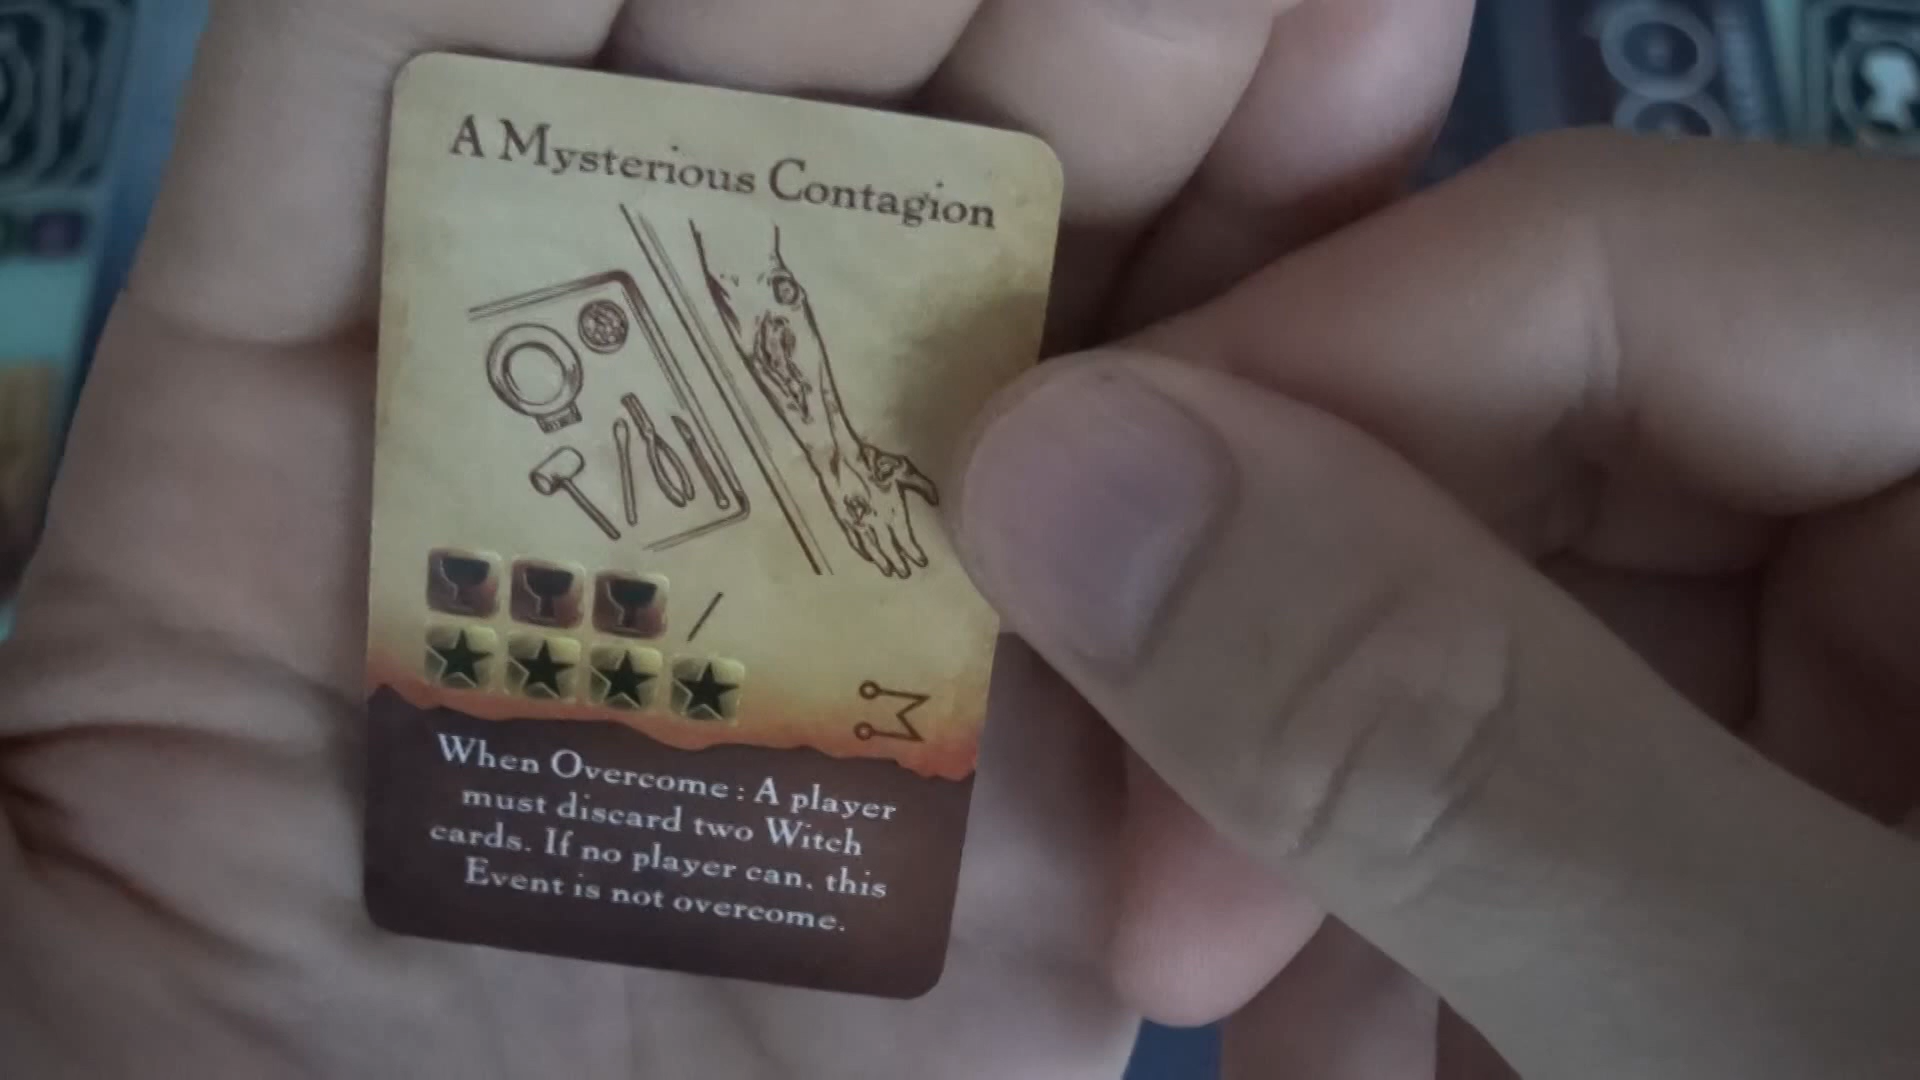 A Mysterious Contagion
/
When Overcome: A player
must discard two Witch
cards. If no player can, this
Event is not overcome.